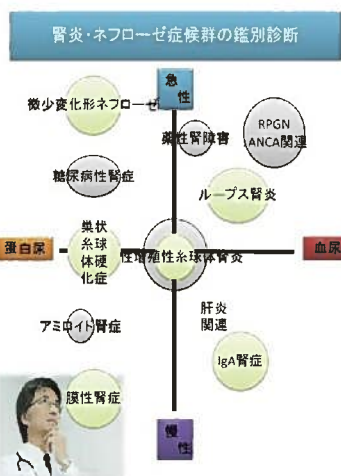 腎炎・ネフローゼ症候群の鑑別診断
急
性
微少変化形ネフローゼ
薬性腎障害
RPGN
ANCA関連
糖尿病性腎症
ループス腎炎
蛋白尿
巣状
糸球
体硬
化症
性増殖性糸球体腎炎
血尿
アミロイド腎症
肝炎
関連
IgA腎症
膜性腎症
慢
性